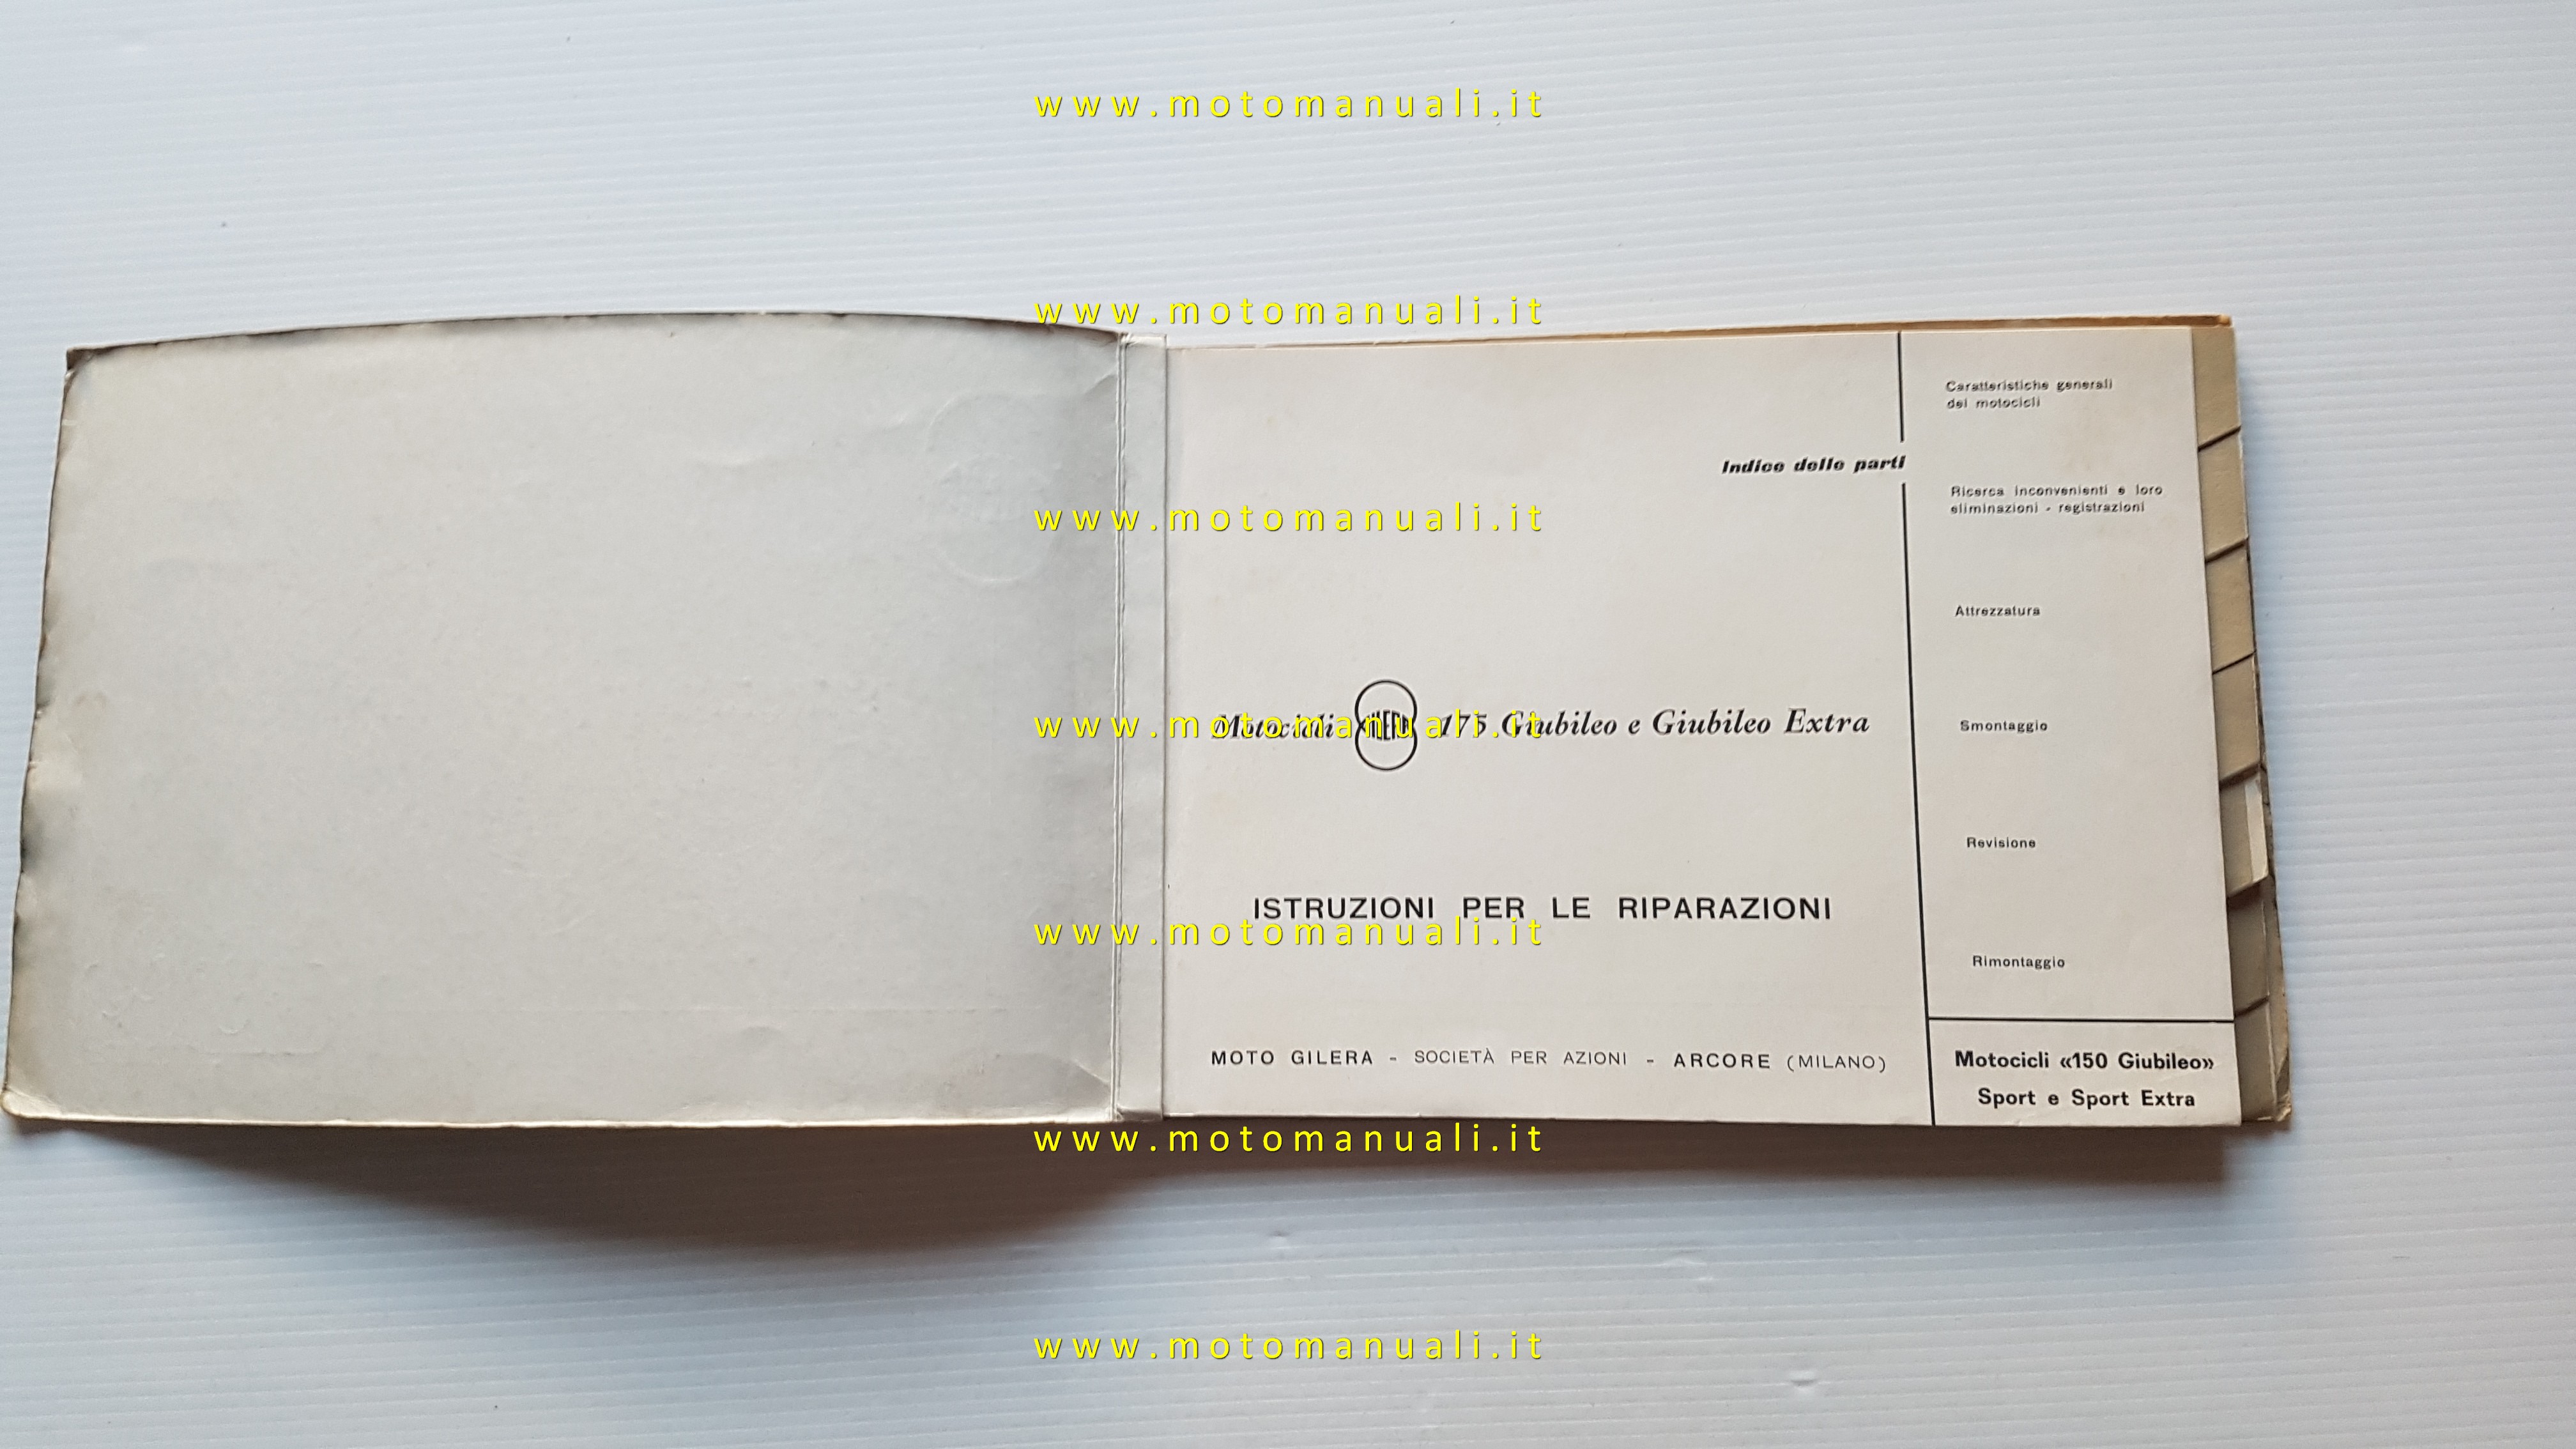 www.motomanuali.it
www.motomanuali.it
Caratteristiche generali
dei motocicli
Indice delle parti
Ricerca inconvenienti e loro
eliminazioni - registrazioni
www.motomanuali.it
Attrezzatura
Motocicli GILERA 175 Giubileo e Giubileo Extra
www.motomanuali.it
Smontaggio
Revisione
ISTRUZIONI PER LE RIPARAZIONI
www.motomanuali.it
Rimontaggio
MOTO GILERA - SOCIETÀ PER AZIONI - ARCORE (MILANO)
Motocicli «150 Giubileo»
Sport e Sport Extra
www.motomanuali.it
www.motomanuali.it